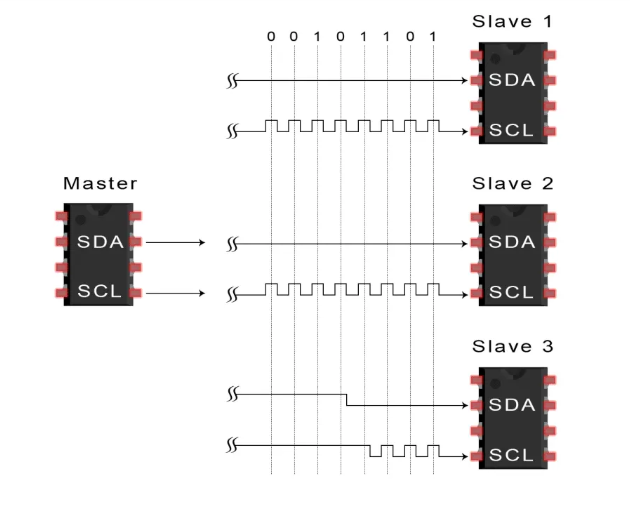 Slave 1
0 0 1 0 1 1 0 1
SDA
SCL
Master
SDA
SCL
Slave 2
SDA
SCL
Slave 3
SDA
SCL